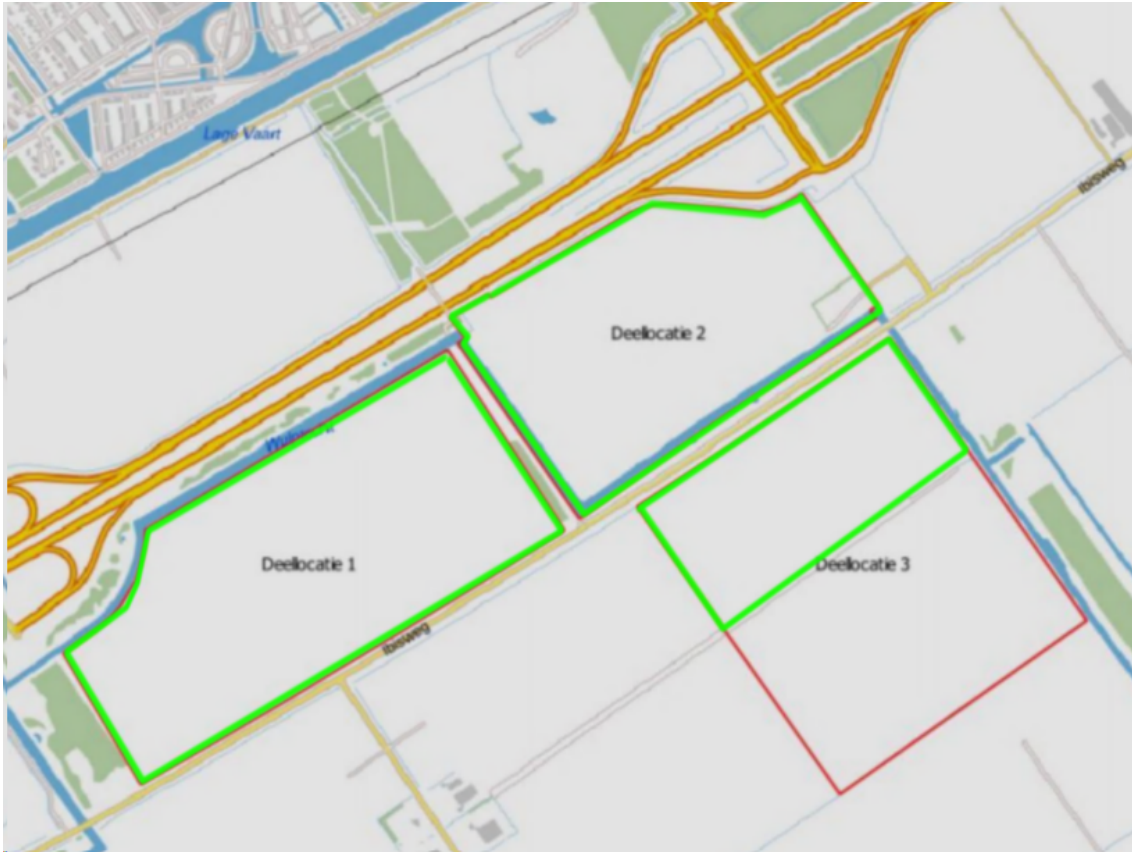 Lage Vaart
Ibisweg
Deellocatie 2
Deellocatie 1
Deellocatie 3
Ibisweg